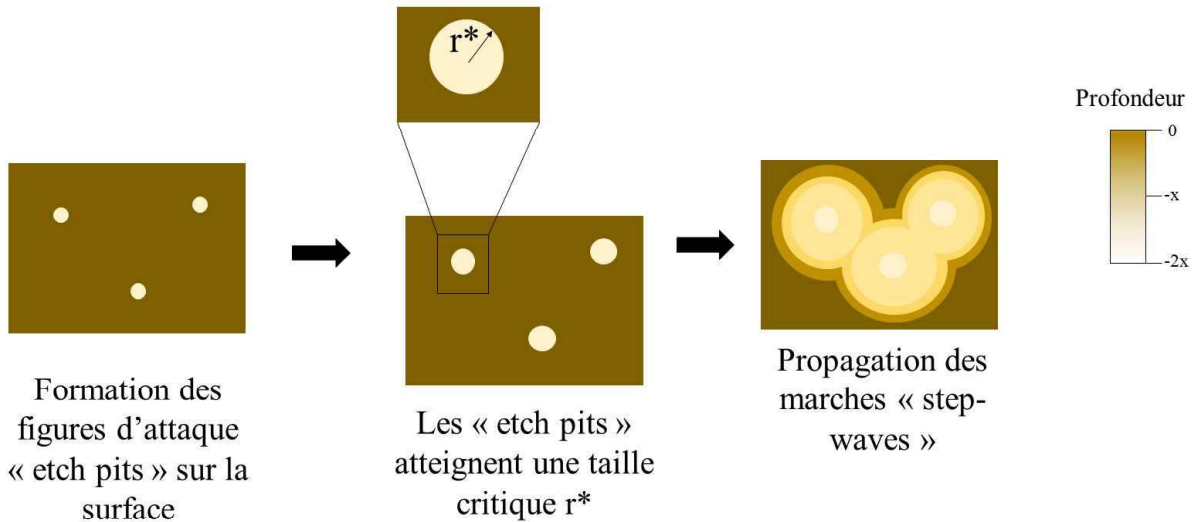 r*
Profondeur
0
-x
-2x
Formation des
figures d’attaque
« etch pits » sur la
surface
Les « etch pits »
atteignent une taille
critique r*
Propagation des
marches « step-
waves »